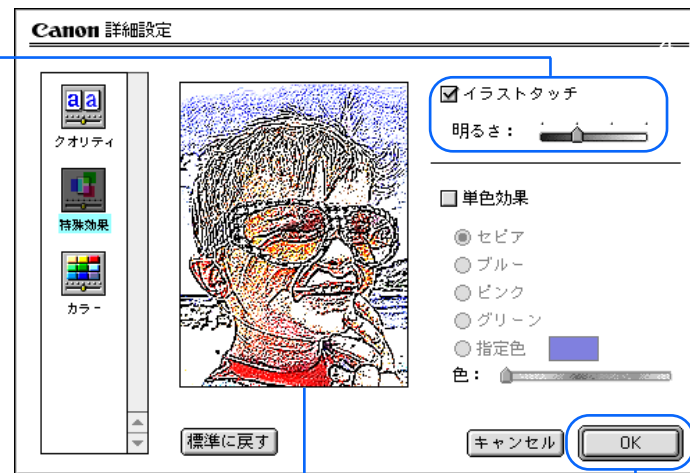 Canon 詳細設定
aa
クオリティ
特殊効果
カラー
イラストタッチ
明るさ：
単色効果
セピア
ブルー
ピンク
グリーン
指定色
色：
標準に戻す
キャンセル
OK